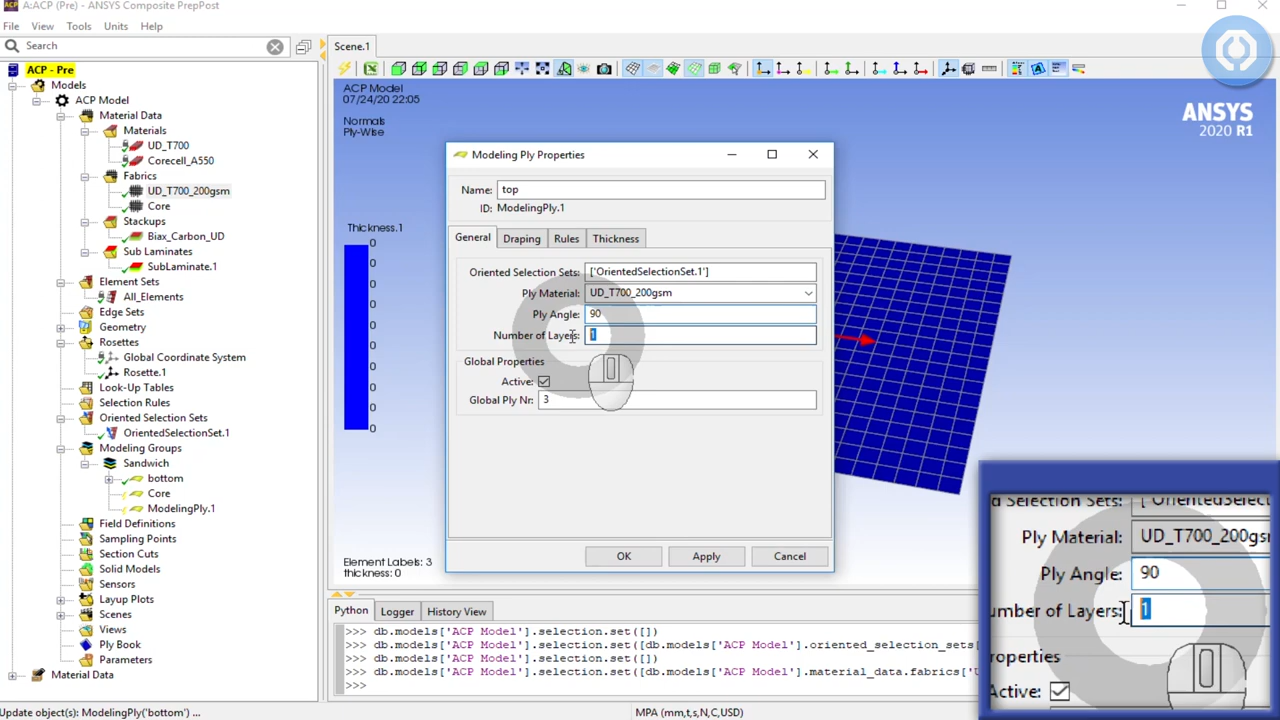 A:ACP (Pre) - ANSYS Composite PrepPost
File View Tools Units Help
Search
ACP - Pre
Models
ACP Model
Material Data
Materials
UD_T700
Corecell_A550
Fabrics
UD_T700_200gsm
Core
Stackups
Biax_Carbon_UD
Sub Laminates
SubLaminate.1
Element Sets
All_Elements
Edge Sets
Geometry
Rosettes
Global Coordinate System
Rosette.1
Look-Up Tables
Selection Rules
Oriented Selection Sets
OrientedSelectionSet.1
Modeling Groups
Sandwich
bottom
Core
ModelingPly.1
Field Definitions
Sampling Points
Section Cuts
Solid Models
Sensors
Layup Plots
Scenes
Views
Ply Book
Parameters
Material Data
Update object(s): ModelingPly('bottom') ...
Scene.1
ACP Model
07/24/20 22:05
Normals
Ply-Wise
Thickness.1
0
0
0
0
0
0
0
0
0
0
Element Labels: 3
thickness: 0
ANSYS
2020 R1
Modeling Ply Properties
Name: top
ID: ModelingPly.1
General Draping Rules Thickness
Oriented Selection Sets: ['OrientedSelectionSet.1']
Ply Material: UD_T700_200gsm
Ply Angle: 90
Number of Layers: 1
Global Properties
Active:
Global Ply Nr: 3
OK Apply Cancel
Python Logger History View
>>> db.models['ACP Model'].selection.set([])
>>> db.models['ACP Model'].selection.set([db.models['ACP Model'].oriented_selection_sets[
>>> db.models['ACP Model'].selection.set([])
>>> db.models['ACP Model'].selection.set([db.models['ACP Model'].material_data.fabrics['U
>>>
MPA (mm,t,s,N,C,USD)
d Selection Sets: ['OrientedSelect
Ply Material: UD_T700_200gsr
Ply Angle: 90
umber of Layers: 1
roperties
Active: